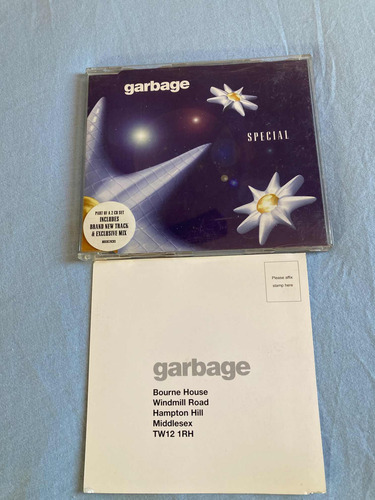 garbage
SPECIAL
PART OF A 2 CD SET
INCLUDES
BRAND NEW TRACK
& EXCLUSIVE MIX
Please affix
stamp here
garbage
Bourne House
Windmill Road
Hampton Hill
Middlesex
TW12 1RH